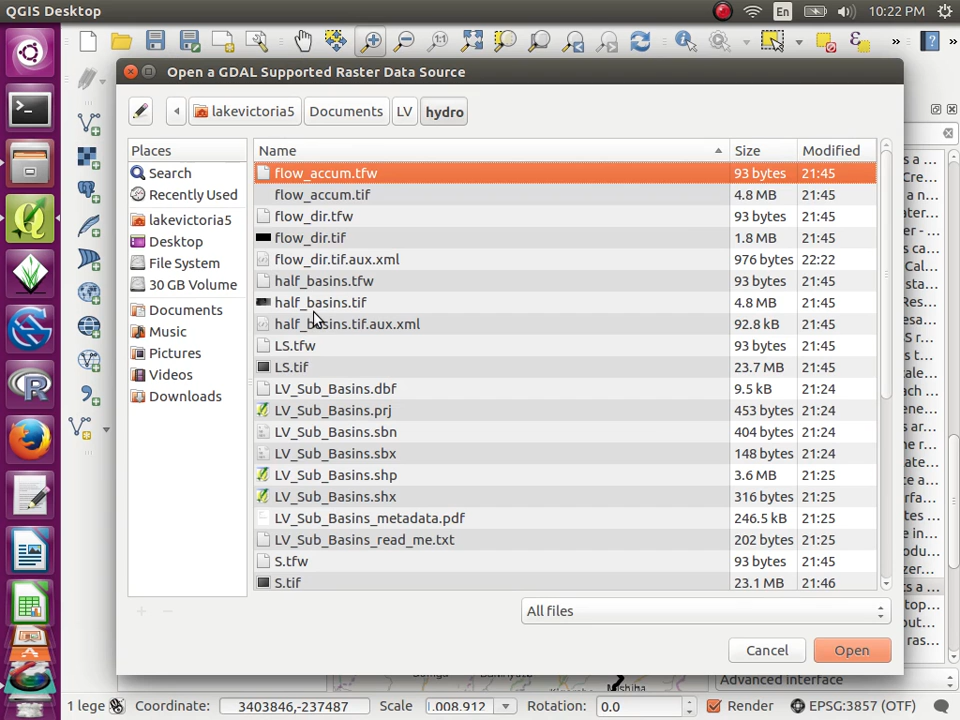 QGIS Desktop
En
10:22 PM
Open a GDAL Supported Raster Data Source
lakevictoria5
Documents
LV
hydro
Places
Search
Recently Used
lakevictoria5
Desktop
File System
30 GB Volume
Documents
Music
Pictures
Videos
Downloads
Name Size Modified
flow_accum.tfw 93 bytes 21:45
flow_accum.tif 4.8 MB 21:45
flow_dir.tfw 93 bytes 21:45
flow_dir.tif 1.8 MB 21:45
flow_dir.tif.aux.xml 976 bytes 22:22
half_basins.tfw 93 bytes 21:45
half_basins.tif 4.8 MB 21:45
half_basins.tif.aux.xml 92.8 kB 21:45
LS.tfw 93 bytes 21:45
LS.tif 23.7 MB 21:45
LV_Sub_Basins.dbf 9.5 kB 21:24
LV_Sub_Basins.prj 453 bytes 21:24
LV_Sub_Basins.sbn 404 bytes 21:24
LV_Sub_Basins.sbx 148 bytes 21:24
LV_Sub_Basins.shp 3.6 MB 21:25
LV_Sub_Basins.shx 316 bytes 21:25
LV_Sub_Basins_metadata.pdf 246.5 kB 21:25
LV_Sub_Basins_read_me.txt 202 bytes 21:25
S.tfw 93 bytes 21:45
S.tif 23.1 MB 21:46
All files
Cancel
Open
Advanced interface
1 lege
Coordinate: 3403846,-237487
Scale .008.912
Rotation: 0.0
Render
EPSG:3857 (OTF)